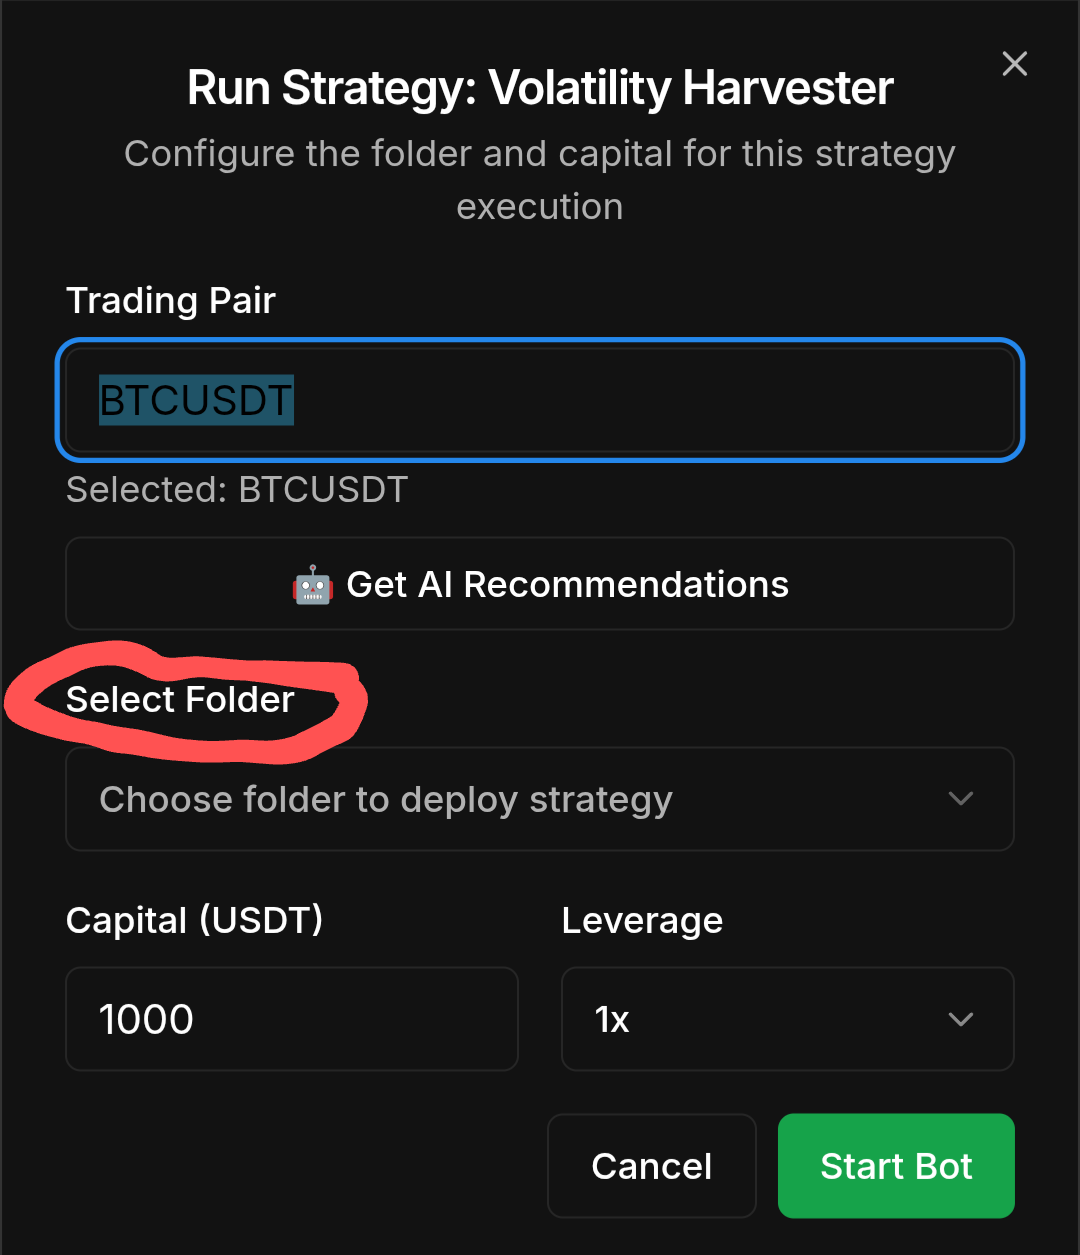 Run Strategy: Volatility Harvester
Configure the folder and capital for this strategy
execution
Trading Pair
BTCUSDT
Selected: BTCUSDT
🤖 Get AI Recommendations
Select Folder
Choose folder to deploy strategy
Capital (USDT)
Leverage
1000
1x
Cancel
Start Bot